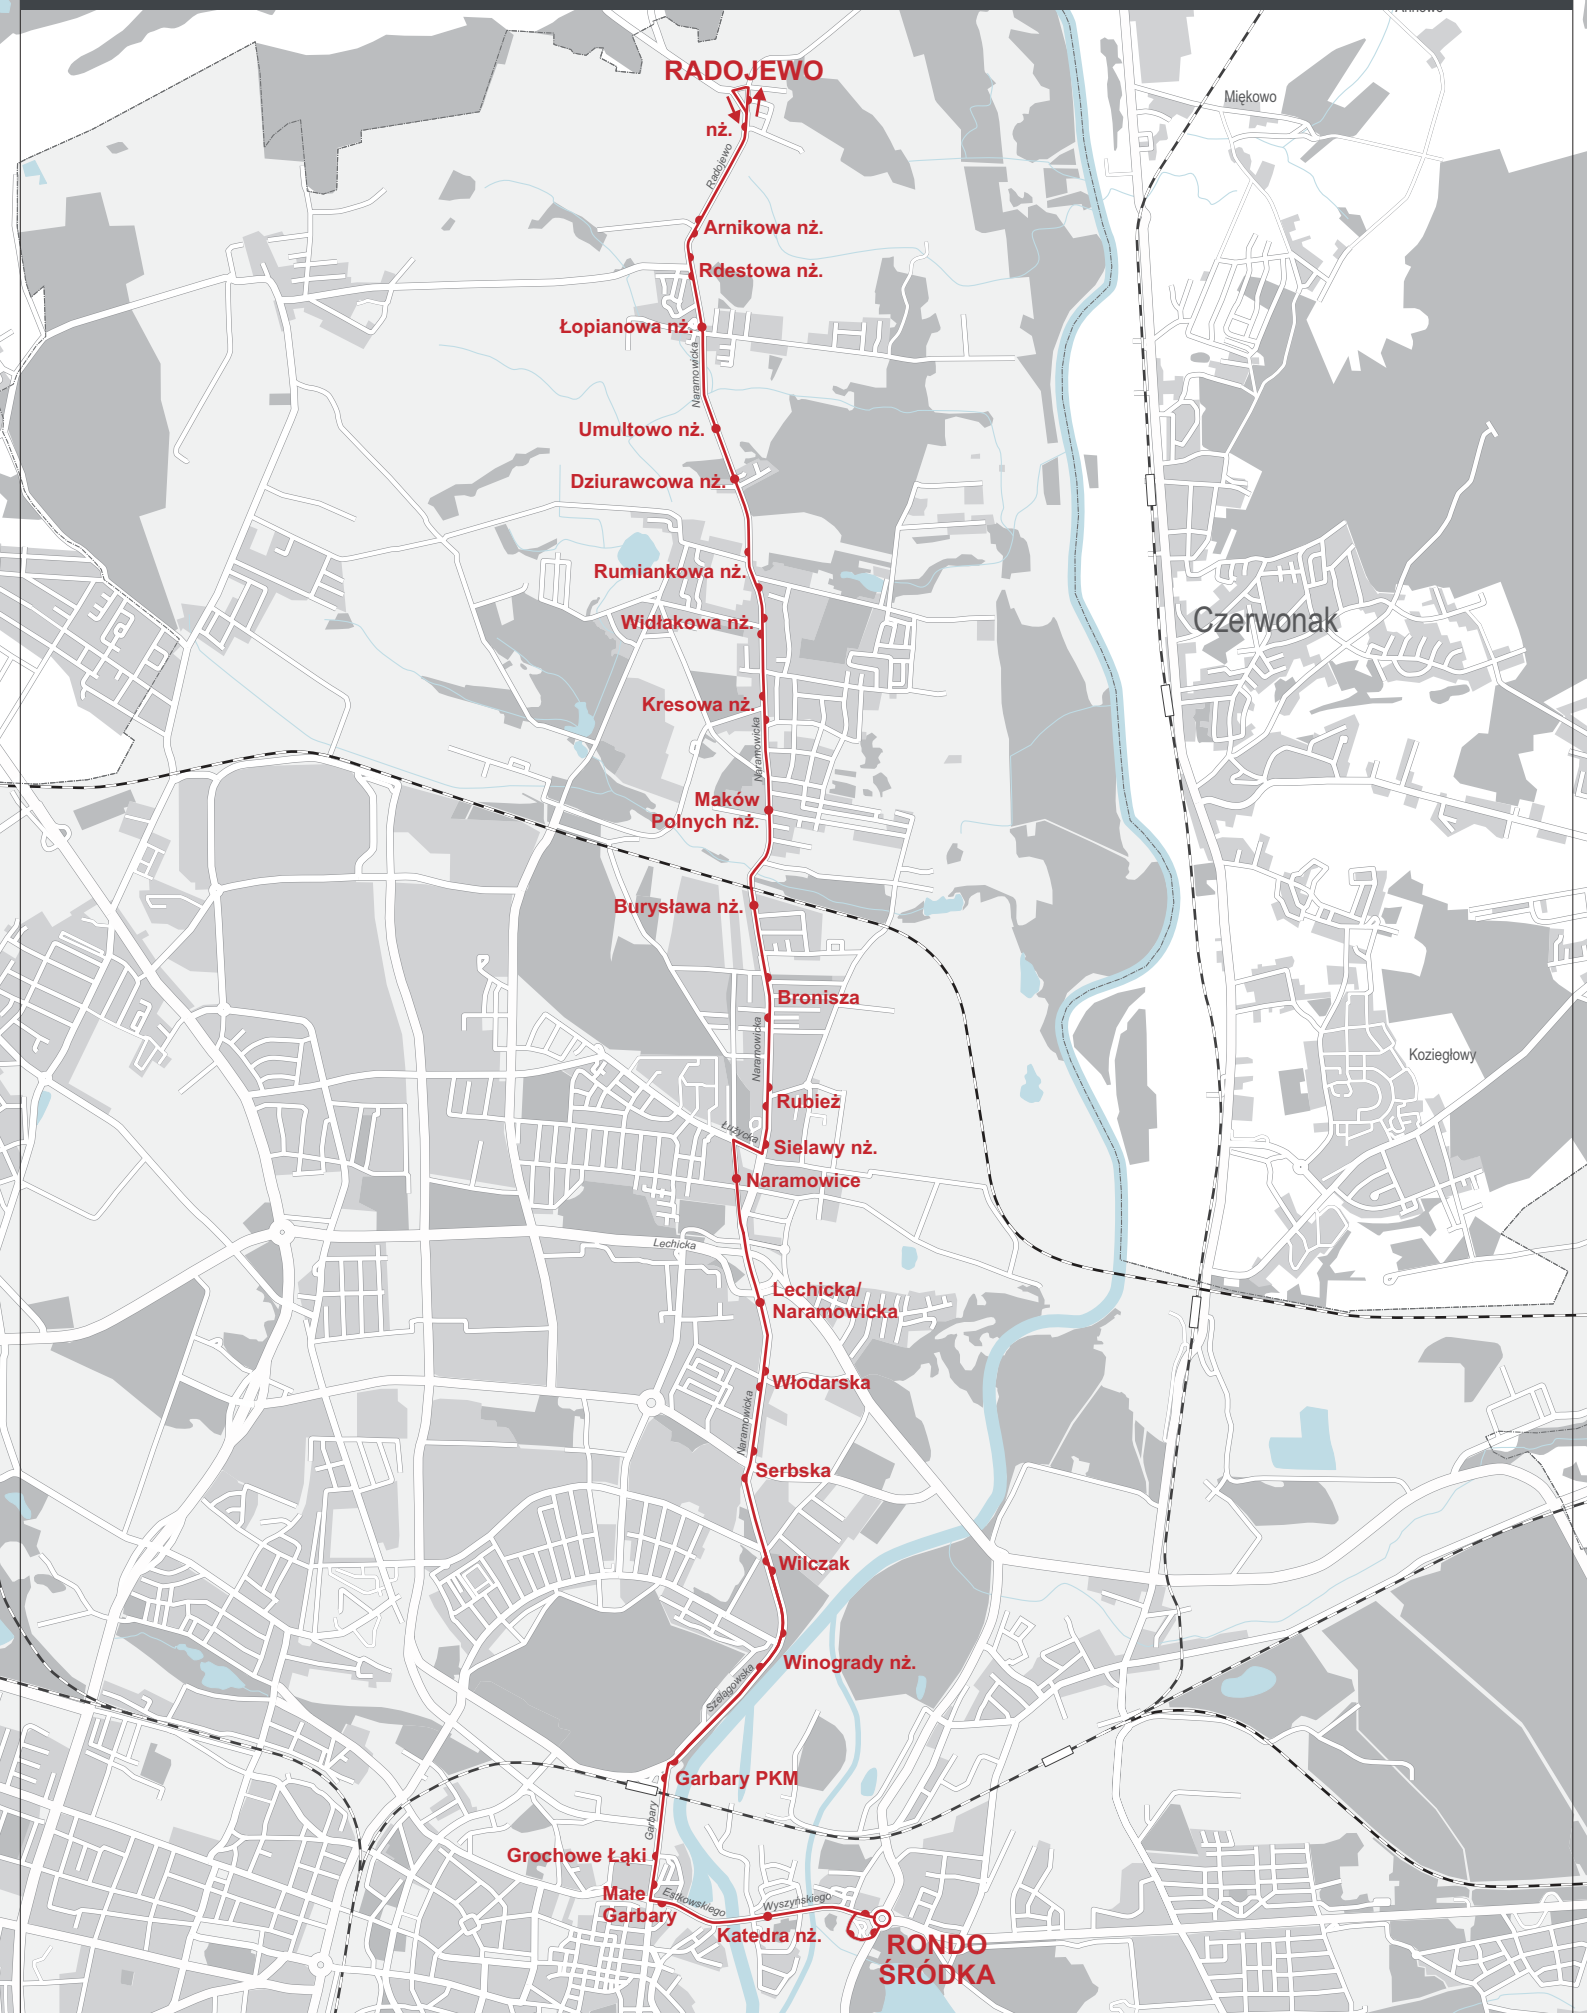 RADOJEWO
Miękowo
nż.
Radojewo
Arnikowa nż.
Rdestowa nż.
Łopianowa nż.
Naramowicka
Umultowo nż.
Dziurawcowa nż.
Rumiankowa nż.
Widłakowa nż.
Czerwonak
Kresowa nż.
Naramowicka
Maków
Polnych nż.
Burysława nż.
Bronisza
Naramowicka
Koziegłowy
Rubież
Łużycka
Sielawy nż.
Naramowice
Lechicka
Lechicka/
Naramowicka
Włodarska
Naramowicka
Serbska
Wilczak
Winogrady nż.
Szelągowska
Garbary PKM
Garbary
Grochowe Łąki
Małe
Garbary
Estkowskiego
Wyszyńskiego
Katedra nż.
RONDO
ŚRÓDKA